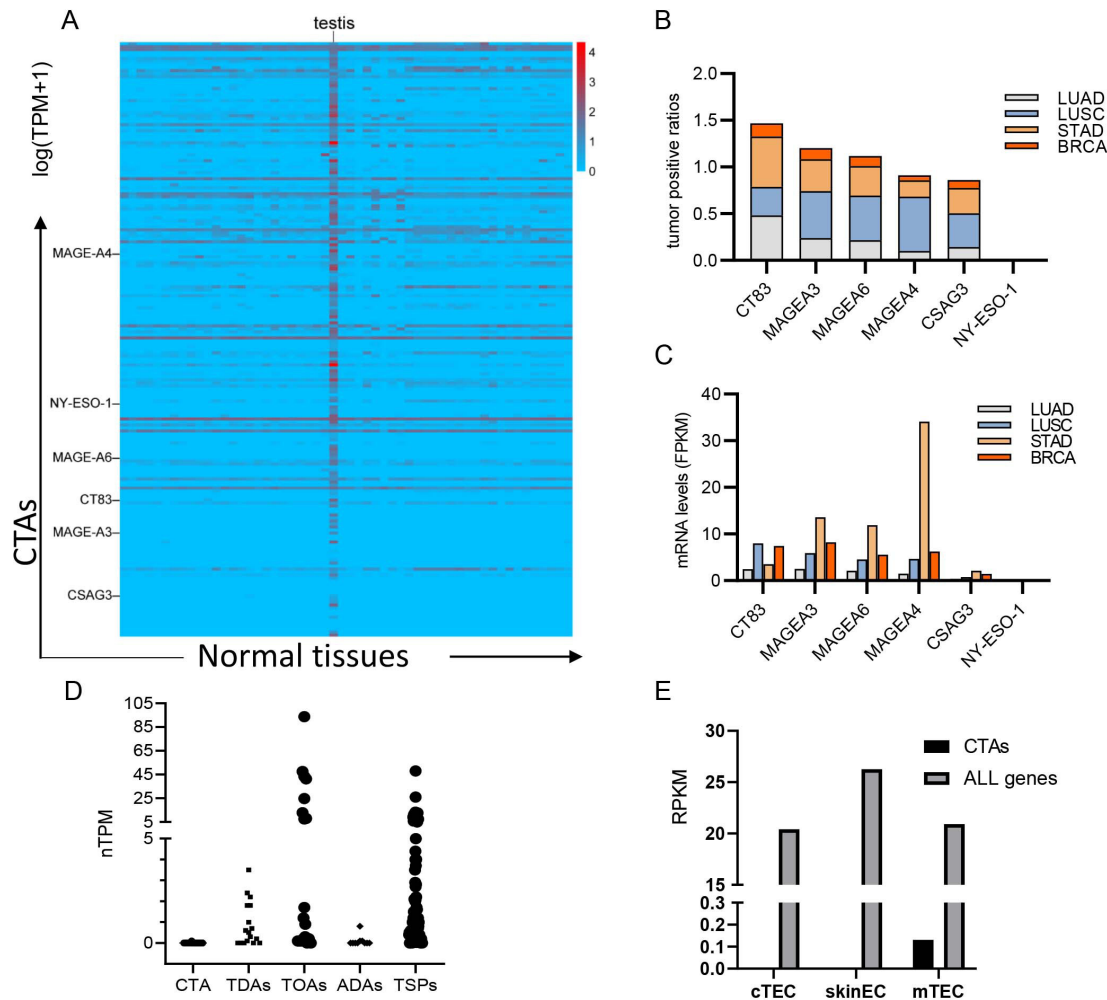 A
testis
log(TPM+1)
4
3
2
1
0
MAGE-A4
NY-ESO-1
MAGE-A6
CT83
MAGE-A3
CSAG3
CTAs
Normal tissues
B
tumor positive ratios
2.0
1.5
1.0
0.5
0.0
LUAD
LUSC
STAD
BRCA
CT83
MAGEA3
MAGEA6
MAGEA4
CSAG3
NY-ESO-1
C
mRNA levels (FPKM)
40
30
20
10
0
LUAD
LUSC
STAD
BRCA
CT83
MAGEA3
MAGEA6
MAGEA4
CSAG3
NY-ESO-1
D
nTPM
105
85
65
45
25
5
5
0
CTA TDAs TOAs ADAs TSPs
E
RPKM
30
25
20
15
0.3
0.2
0.1
0.0
CTAs
ALL genes
cTEC skinEC mTEC